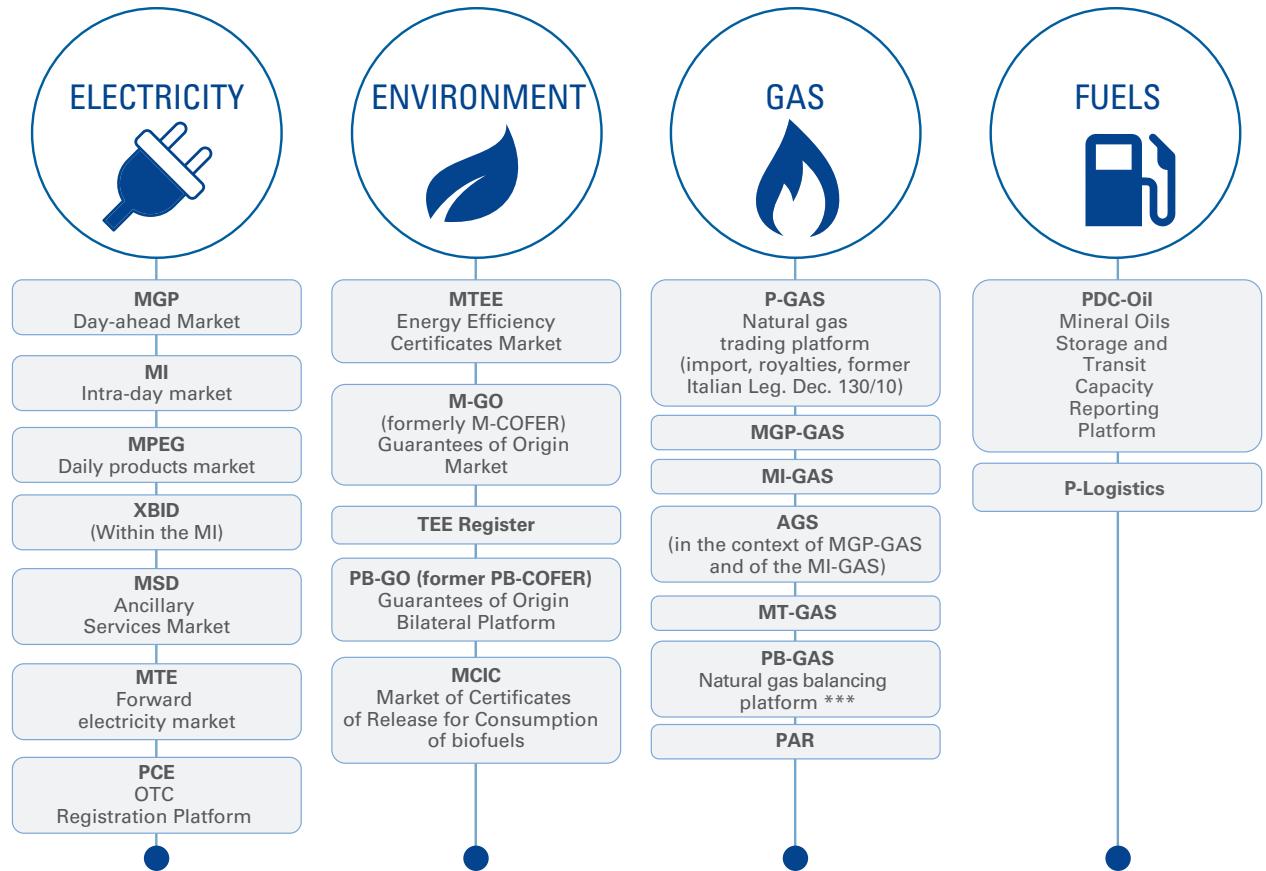 ELECTRICITY
MGP
Day-ahead Market
MI
Intra-day market
MPEG
Daily products market
XBID
(Within the MI)
MSD
Ancillary
Services Market
MTE
Forward
electricity market
PCE
OTC
Registration Platform
ENVIRONMENT
MTEE
Energy Efficiency
Certificates Market
M-GO
(formerly M-COFER)
Guarantees of Origin
Market
TEE Register
PB-GO (former PB-COFER)
Guarantees of Origin
Bilateral Platform
MCIC
Market of Certificates
of Release for Consumption
of biofuels
GAS
P-GAS
Natural gas
trading platform
(import, royalties, former
Italian Leg. Dec. 130/10)
MGP-GAS
MI-GAS
AGS
(in the context of MGP-GAS
and of the MI-GAS)
MT-GAS
PB-GAS
Natural gas balancing
platform ***
PAR
FUELS
PDC-Oil
Mineral Oils
Storage and
Transit
Capacity
Reporting
Platform
P-Logistics